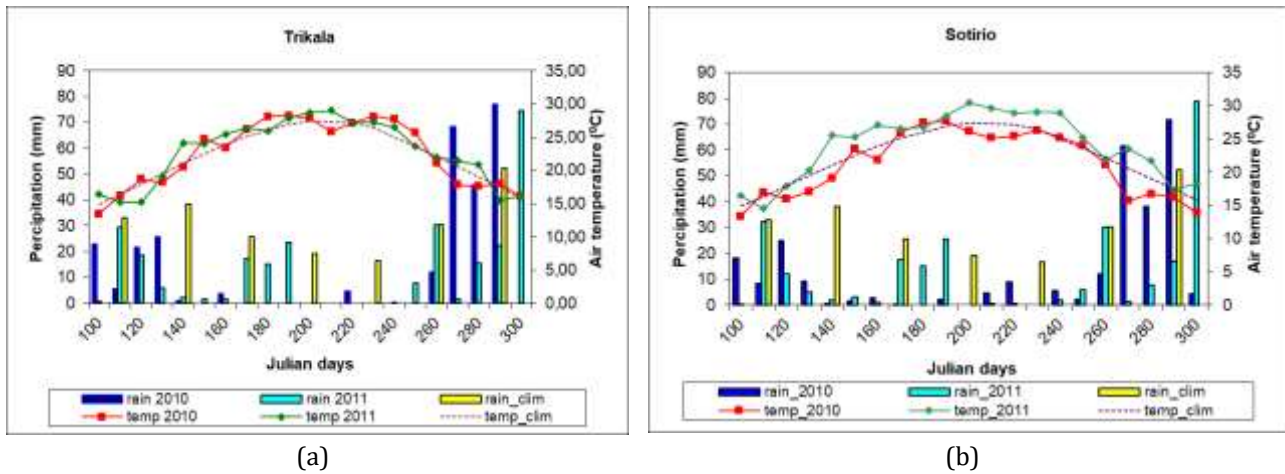 Trikala
Percipitation (mm)
90
80
70
60
50
40
30
20
10
0
35,00
30,00
25,00
20,00
15,00
10,00
5,00
0,00
Air temperature (⁰C)
100 120 140 160 180 200 220 240 260 280 300
Julian days
rain 2010 rain 2011 rain_clim
temp 2010 temp 2011 temp_clim
(a)
Sotirio
Percipitation (mm)
90
80
70
60
50
40
30
20
10
0
35
30
25
20
15
10
5
0
Air temperature (⁰C)
100 120 140 160 180 200 220 240 260 280 300
Julian days
rain_2010 rain_2011 rain_clim
temp_2010 temp_2011 temp_clim
(b)